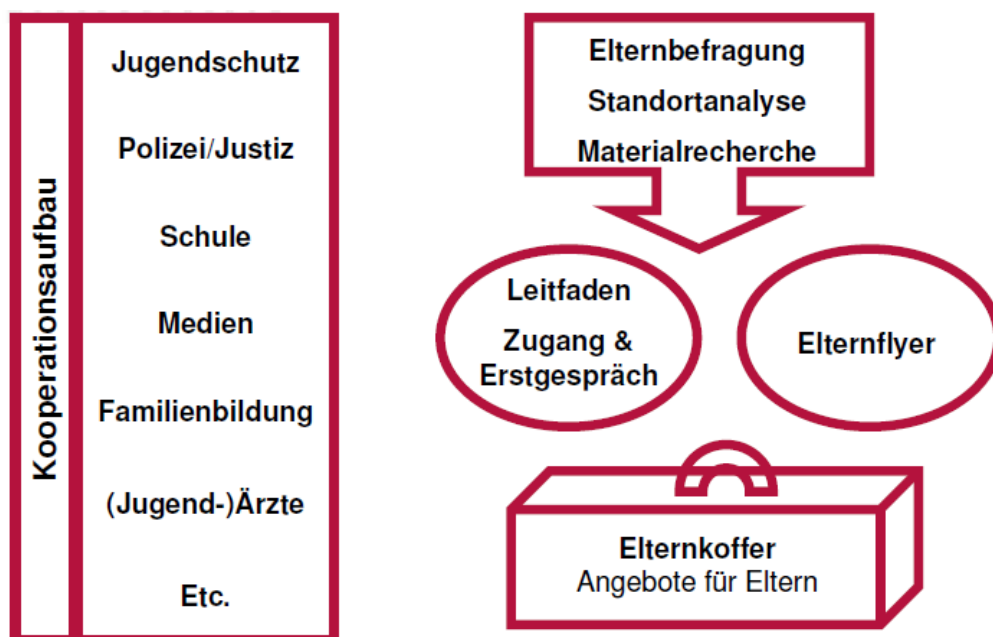 Kooperationsaufbau
Jugendschutz
Polizei/Justiz
Schule
Medien
Familienbildung
(Jugend-)Ärzte
Etc.
Elternbefragung
Standortanalyse
Materialrecherche
Leitfaden
Zugang &
Erstgespräch
Elternflyer
Elternkoffer
Angebote für Eltern